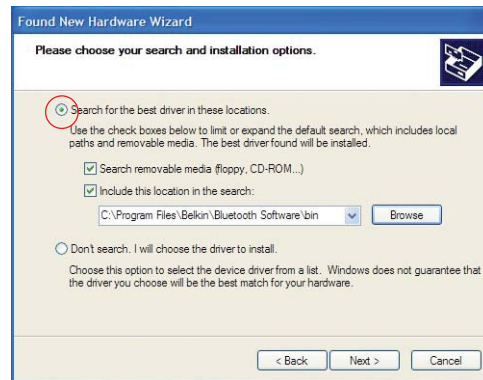 Found New Hardware Wizard
Please choose your search and installation options.
Search for the best driver in these locations.
Use the check boxes below to limit or expand the default search, which includes local
paths and removable media. The best driver found will be installed.
Search removable media (floppy, CD-ROM...)
Include this location in the search:
C:\Program Files\Belkin\Bluetooth Software\bin
Browse
Don't search. I will choose the driver to install.
Choose this option to select the device driver from a list. Windows does not guarantee that
the driver you choose will be the best match for your hardware.
< Back Next > Cancel